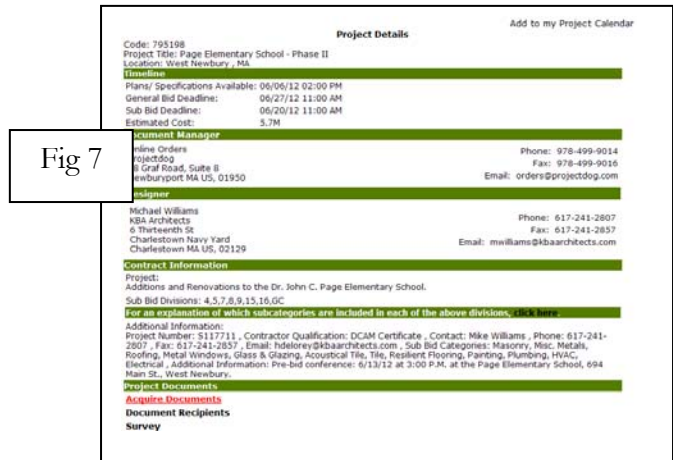 Add to my Project Calendar
Project Details
Code: 795198
Project Title: Page Elementary School - Phase II
Location: West Newbury , MA
Timeline
Plans/ Specifications Available: 06/06/12 02:00 PM
General Bid Deadline: 06/27/12 11:00 AM
Sub Bid Deadline: 06/20/12 11:00 AM
Estimated Cost: 5.7M
Fig 7
ocument Manager
nline Orders
rojectdog
Graf Road, Suite 8
ewburyport MA US, 01950
Phone: 978-499-9014
Fax: 978-499-9016
Email: orders@projectdog.com
esigner
Michael Williams
KBA Architects
6 Thirteenth St
Charlestown Navy Yard
Charlestown MA US, 02129
Phone: 617-241-2807
Fax: 617-241-2857
Email: mwilliams@kbaarchitects.com
Contract Information
Project:
Additions and Renovations to the Dr. John C. Page Elementary School.
Sub Bid Divisions: 4,5,7,8,9,15,16,GC
For an explanation of which subcategories are included in each of the above divisions, click here
Additional Information:
Project Number: S117711 , Contractor Qualification: DCAM Certificate , Contact: Mike Williams , Phone: 617-241-
2807 , Fax: 617-241-2857 , Email: hdelorey@kbaarchitects.com , Sub Bid Categories: Masonry, Misc. Metals,
Roofing, Metal Windows, Glass & Glazing, Acoustical Tile, Tile, Resilient Flooring, Painting, Plumbing, HVAC,
Electrical , Additional Information: Pre-bid conference: 6/13/12 at 3:00 P.M. at the Page Elementary School, 694
Main St., West Newbury.
Project Documents
Acquire Documents
Document Recipients
Survey